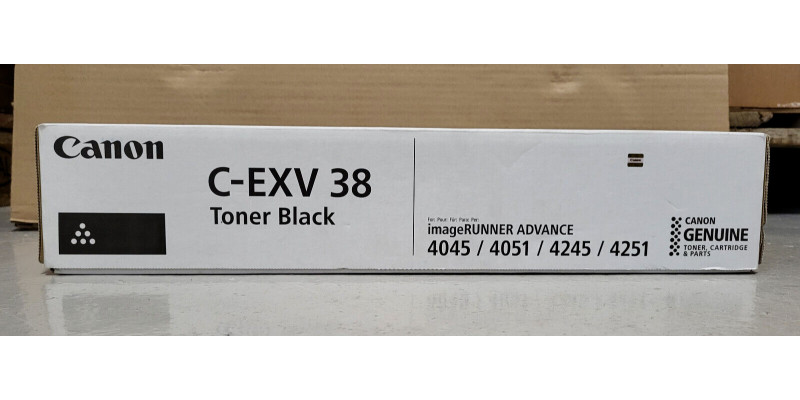 Canon
C-EXV 38
Toner Black
For: Pour: Für: Para: Per:
imageRUNNER ADVANCE
4045 / 4051 / 4245 / 4251
CANON
GENUINE
TONER, CARTRIDGE
& PARTS